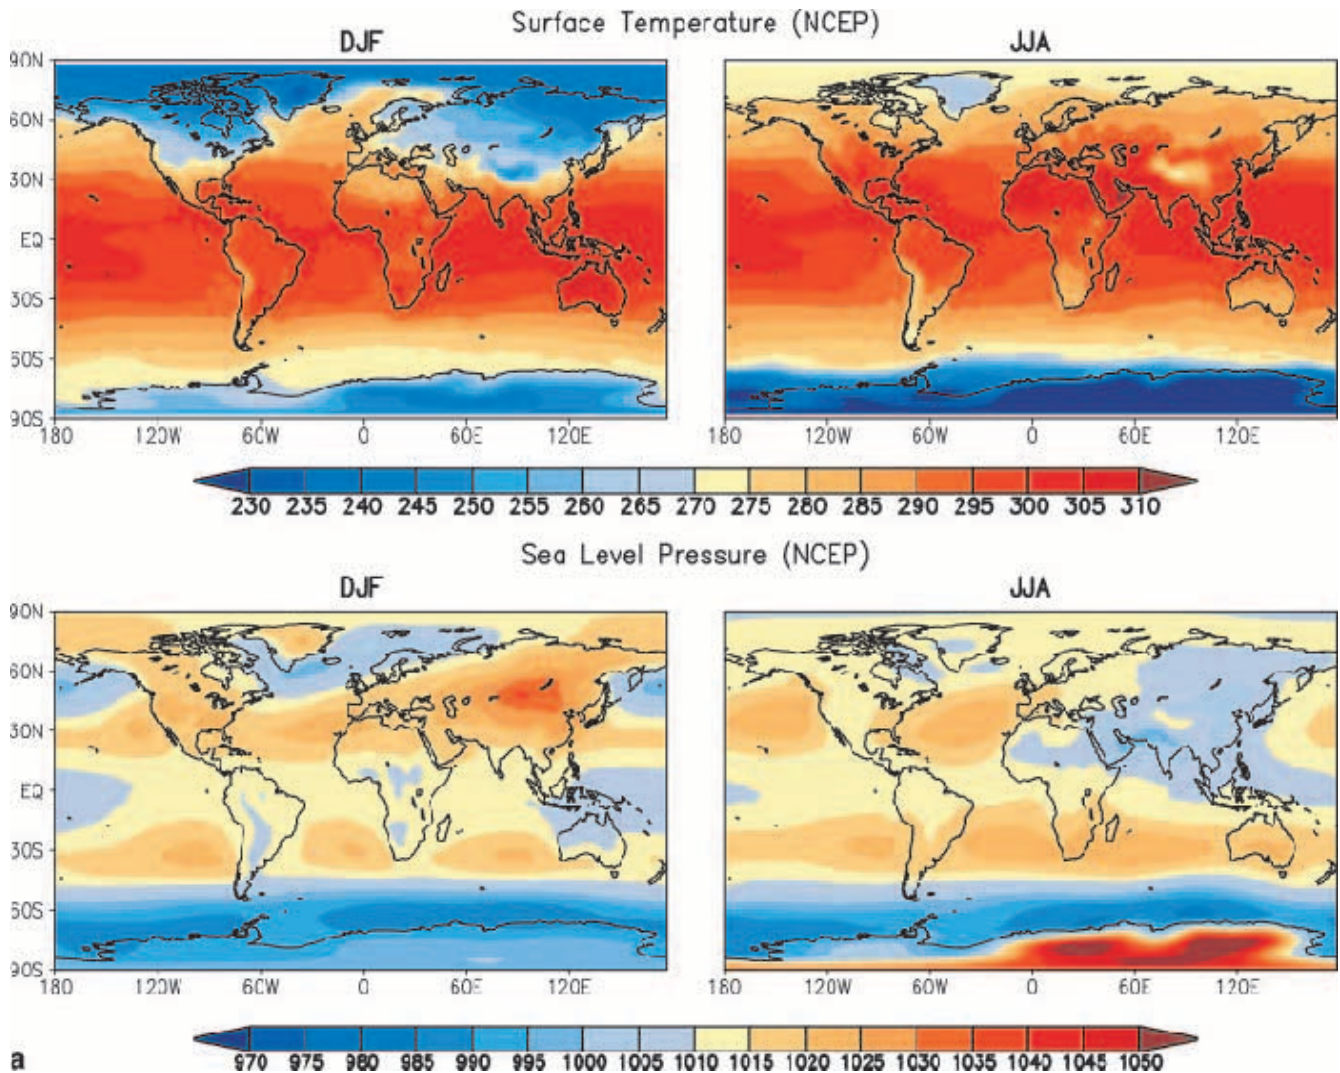 Surface Temperature (NCEP)
DJF
JJA
90N
60N
30N
EQ
30S
60S
90S
180 120W 60W 0 60E 120E
180 120W 60W 0 60E 120E
230 235 240 245 250 255 260 265 270 275 280 285 290 295 300 305 310
Sea Level Pressure (NCEP)
DJF
JJA
90N
60N
30N
EQ
30S
60S
90S
180 120W 60W 0 60E 120E
180 120W 60W 0 60E 120E
970 975 980 985 990 995 1000 1005 1010 1015 1020 1025 1030 1035 1040 1045 1050
a